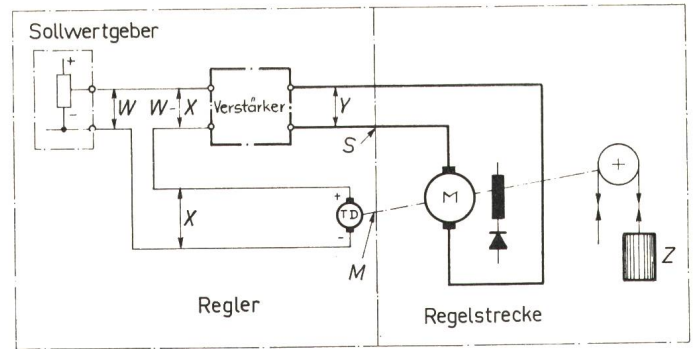 Sollwertgeber
+
-
W
W-X
Verstärker
Y
S
X
+
TD
-
M
M
+
Z
Regler
Regelstrecke